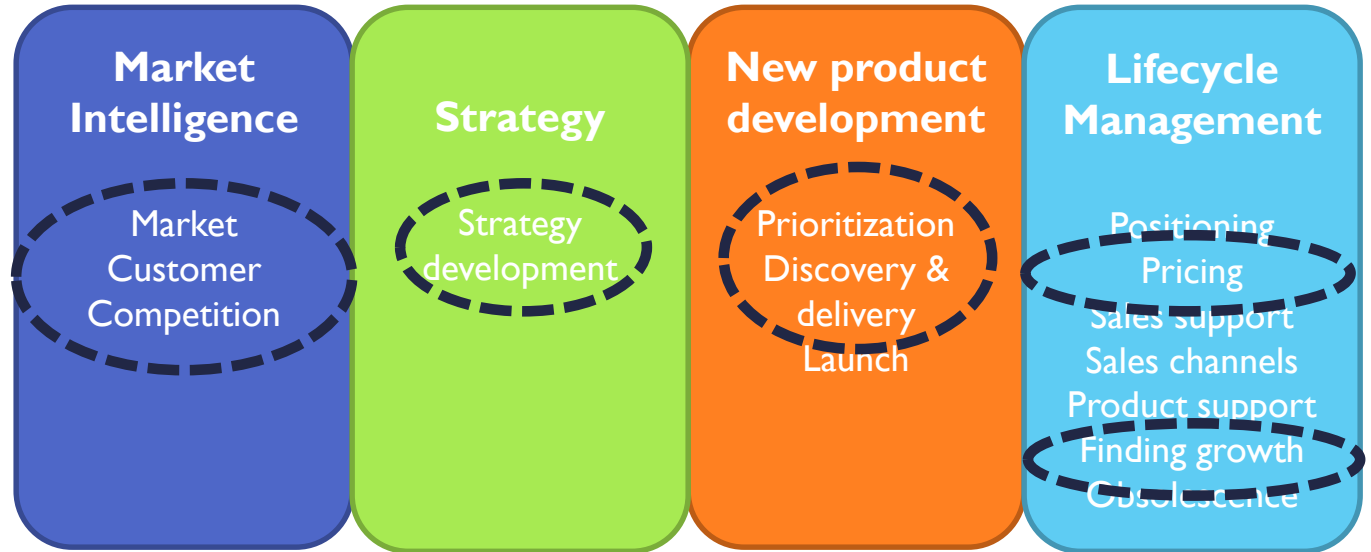 Market
Intelligence
Market
Customer
Competition
Strategy
Strategy
development
New product
development
Prioritization
Discovery &
delivery
Launch
Lifecycle
Management
Positioning
Pricing
Sales support
Sales channels
Product support
Finding growth
Obsolescence